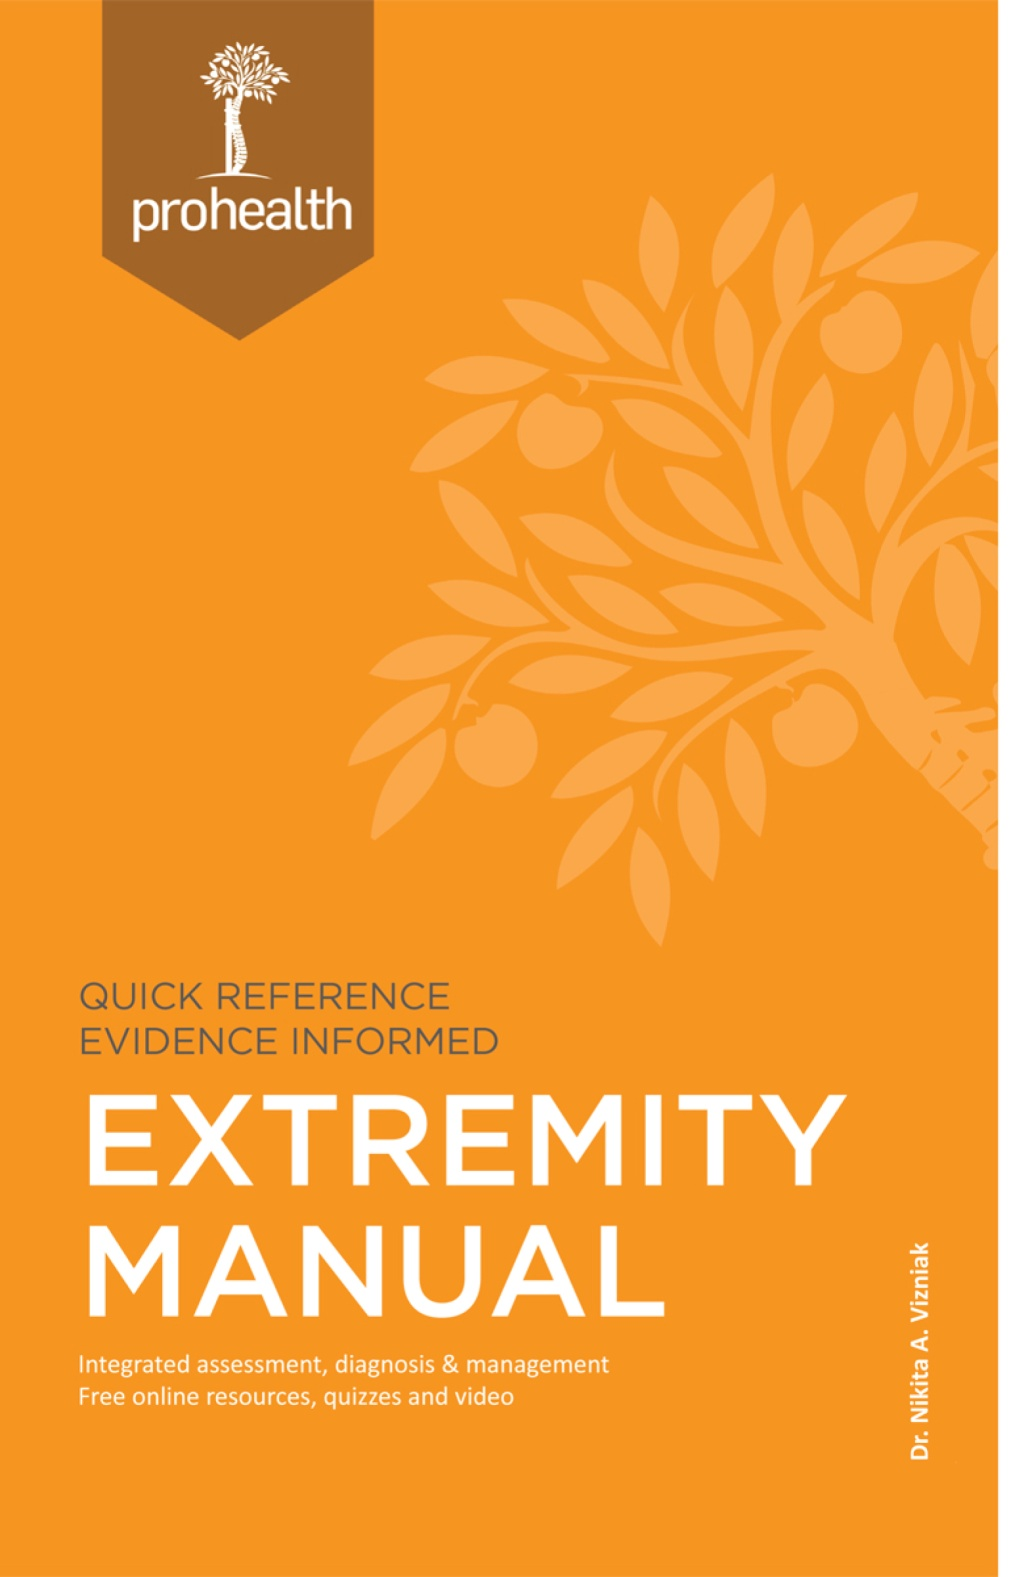 prohealth
QUICK REFERENCE
EVIDENCE INFORMED
EXTREMITY
MANUAL
Integrated assessment, diagnosis & management
Free online resources, quizzes and video
Dr. Nikita A. Vizniak